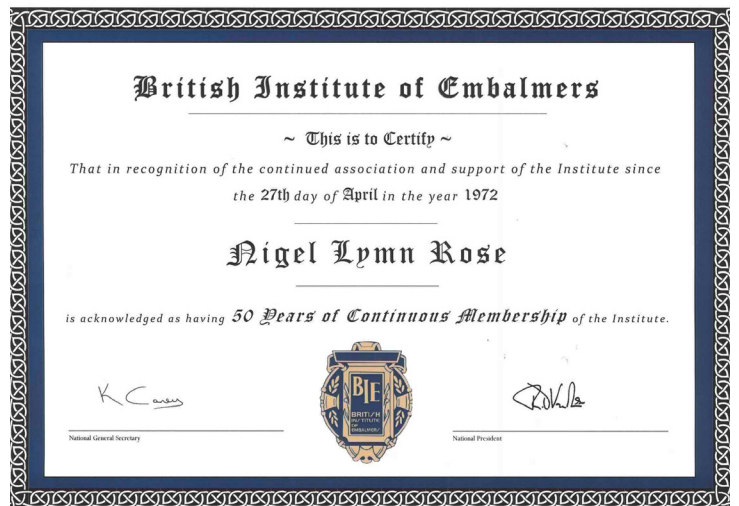 British Institute of Embalmers
~ This is to Certify ~
That in recognition of the continued association and support of the Institute since
the 27th day of April in the year 1972
Nigel Lymn Rose
is acknowledged as having 50 Years of Continuous Membership of the Institute.
BIE
BRITISH
INSTITUTE
OF
EMBALMERS
K Carey
National General Secretary
National President